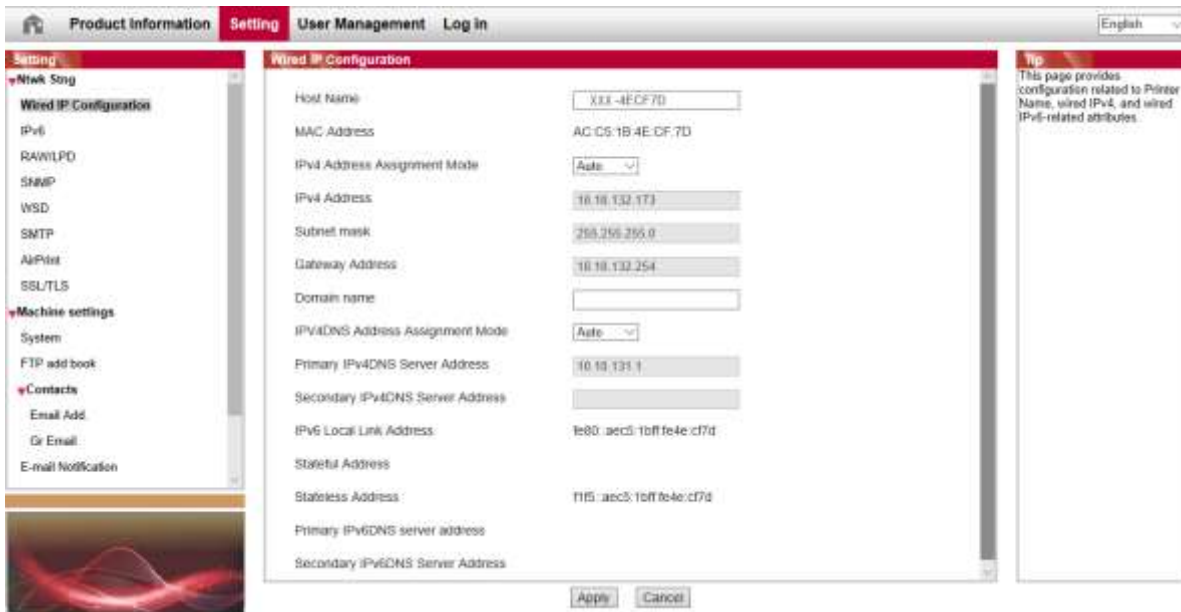 Product Information Setting User Management Log in English
Setting
Ntwk Stng
Wired IP Configuration
IPv6
RAW/LPD
SNMP
WSD
SMTP
AirPrint
SSL/TLS
Machine settings
System
FTP add book
Contacts
Email Add.
Gr Email
E-mail Notification
Wired IP Configuration
Host Name XXX -4ECF7D
MAC Address AC:C5:1B:4E:CF:7D
IPv4 Address Assignment Mode Auto
IPv4 Address 10.10.132.173
Subnet mask 255.255.255.0
Gateway Address 10.10.132.254
Domain name
IPV4DNS Address Assignment Mode Auto
Primary IPv4DNS Server Address 10.10.131.1
Secondary IPv4DNS Server Address
IPv6 Local Link Address fe80::aec5:1bff:fe4e:cf7d
Stateful Address
Stateless Address f1f5::aec5:1bff:fe4e:cf7d
Primary IPv6DNS server address
Secondary IPv6DNS Server Address
Apply Cancel
Tip
This page provides
configuration related to Printer
Name, wired IPv4, and wired
IPv6-related attributes.